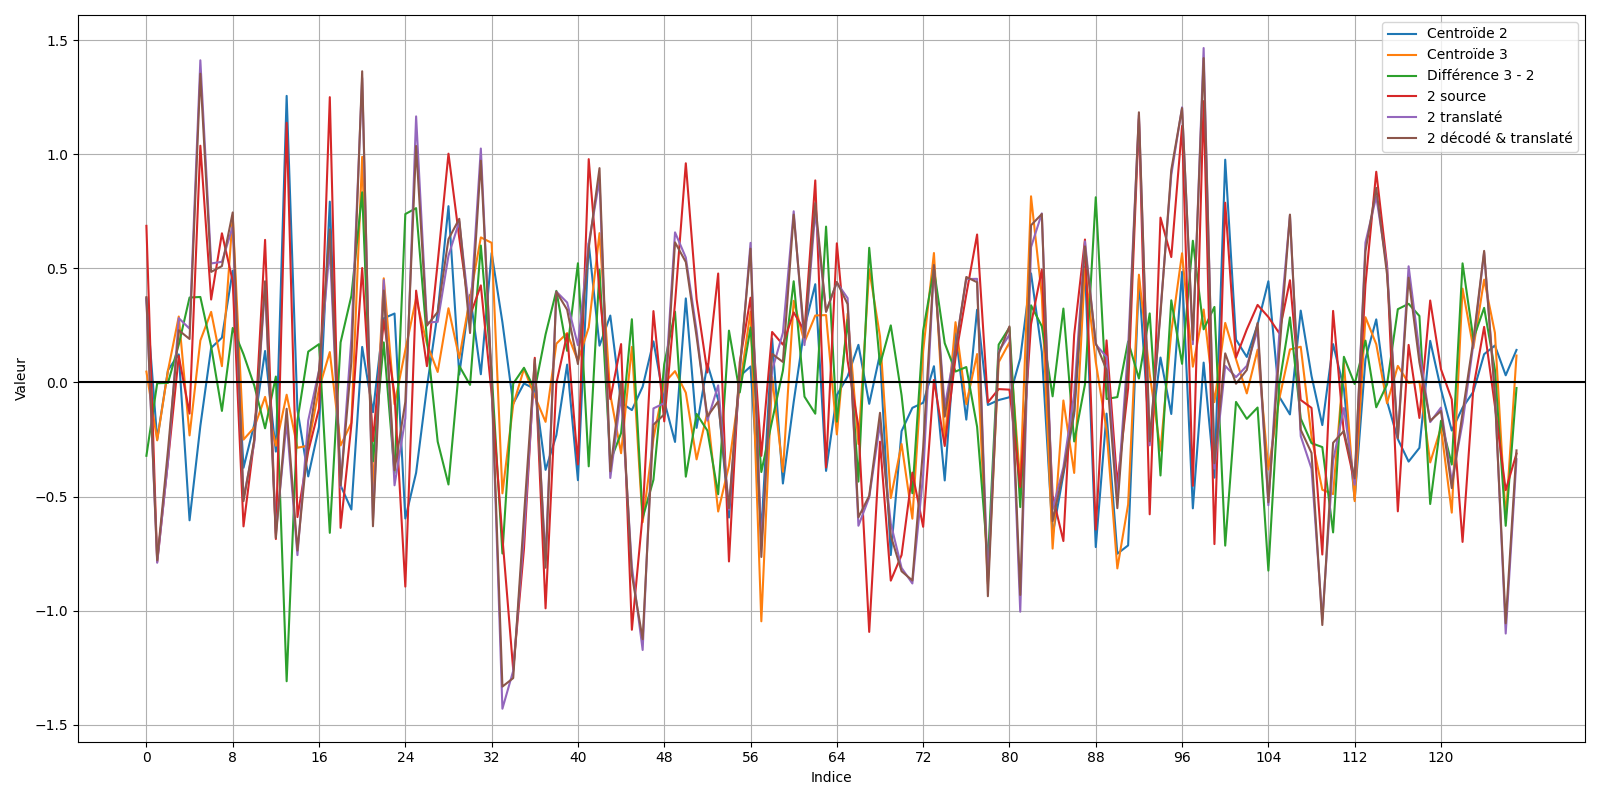 Centroïde 2
Centroïde 3
Différence 3 - 2
2 source
2 translaté
2 décodé & translaté
Valeur
1.5
1.0
0.5
0.0
−0.5
−1.0
−1.5
0 8 16 24 32 40 48 56 64 72 80 88 96 104 112 120
Indice